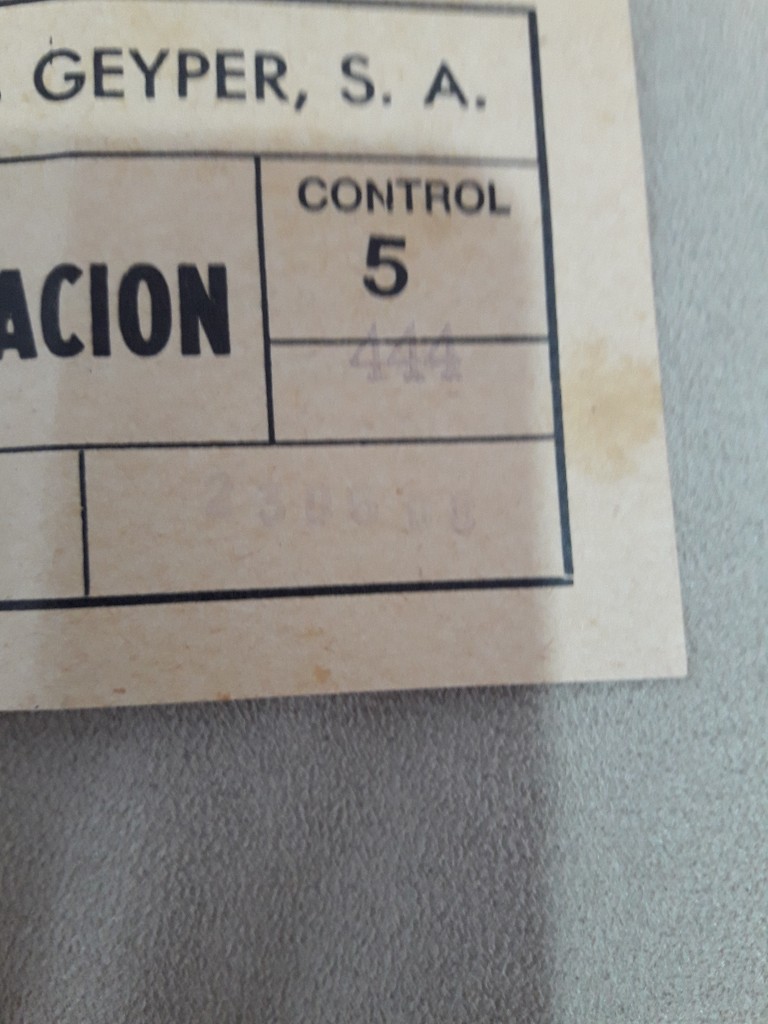 GEYPER, S. A.
CONTROL
5
ACION
444